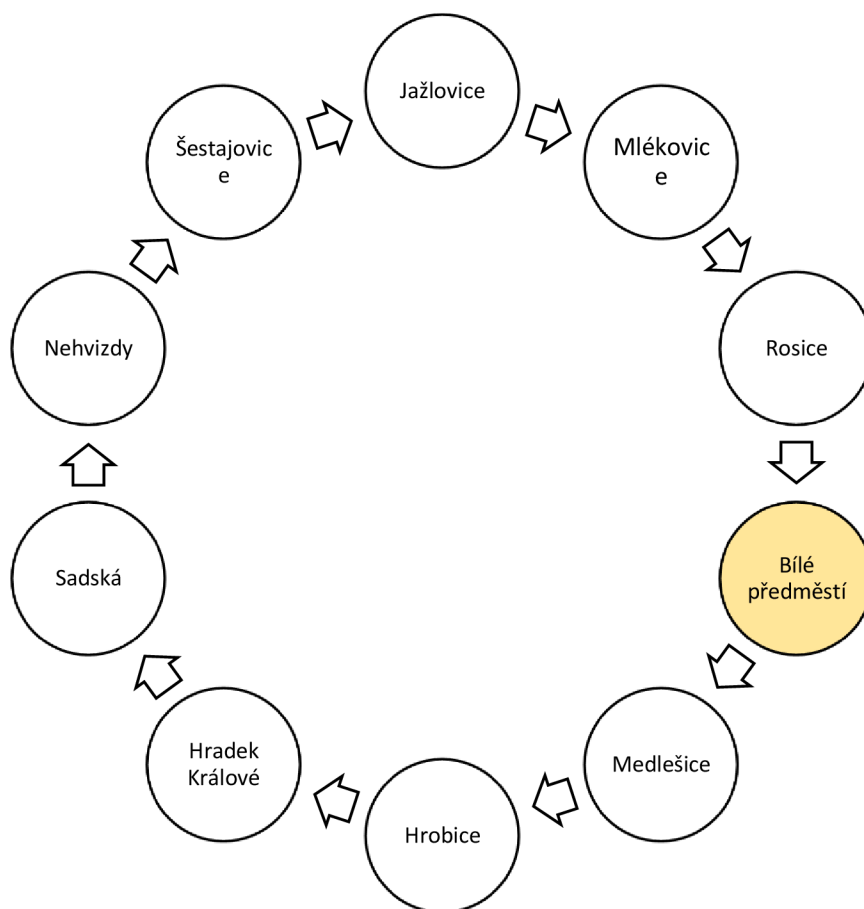 Jažlovice
Mlékovic
e
Rosice
Bílé
předměstí
Medlešice
Hrobice
Hradek
Králové
Sadská
Nehvizdy
Šestajovic
e